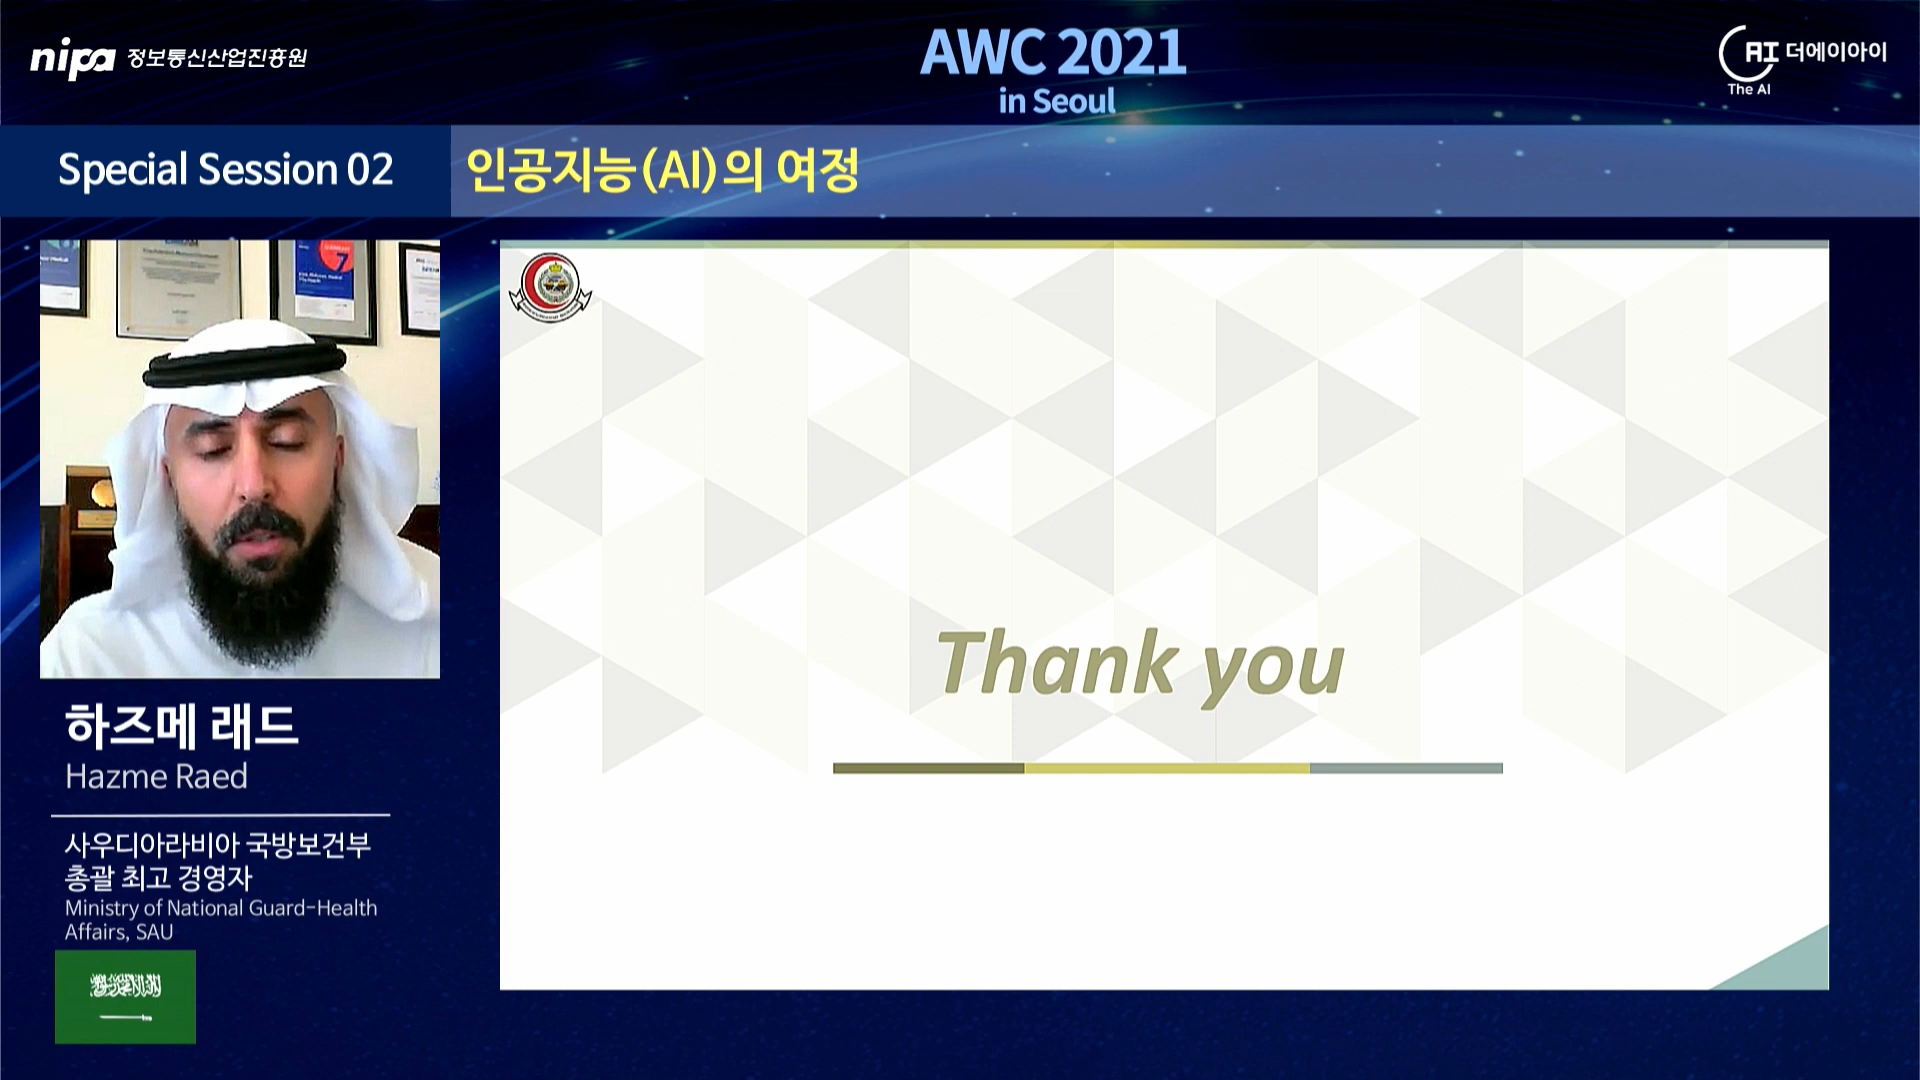 nipa 정보통신산업진흥원
AWC 2021
in Seoul
AI 더에이아이
The AI
Special Session 02
인공지능(AI)의 여정
Thank you
하즈메 래드
Hazme Raed
사우디아라비아 국방보건부
총괄 최고 경영자
Ministry of National Guard-Health
Affairs, SAU